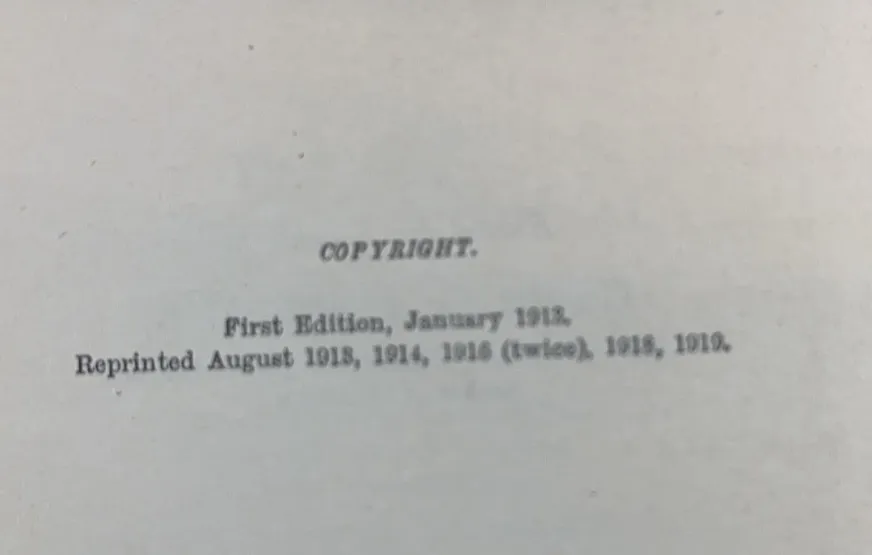 COPYRIGHT.
First Edition, January 1913.
Reprinted August 1913, 1914, 1916 (twice), 1918, 1919.